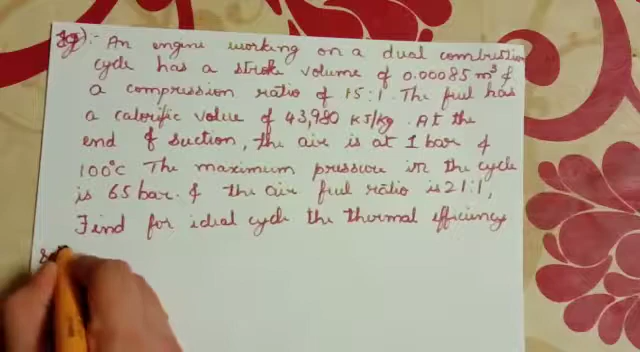 :- An engine working on a dual combustion
cycle has a stroke volume of 0.00085 m³ &
a compression ratio of 15:1. The fuel has
a calorific value of 43,980 KJ/kg. At the
end of suction, the air is at 1 bar &
100°C The maximum pressure in the cycle
is 65 bar. & the air fuel ratio is 21:1,
Find for ideal cycle the thermal efficiency